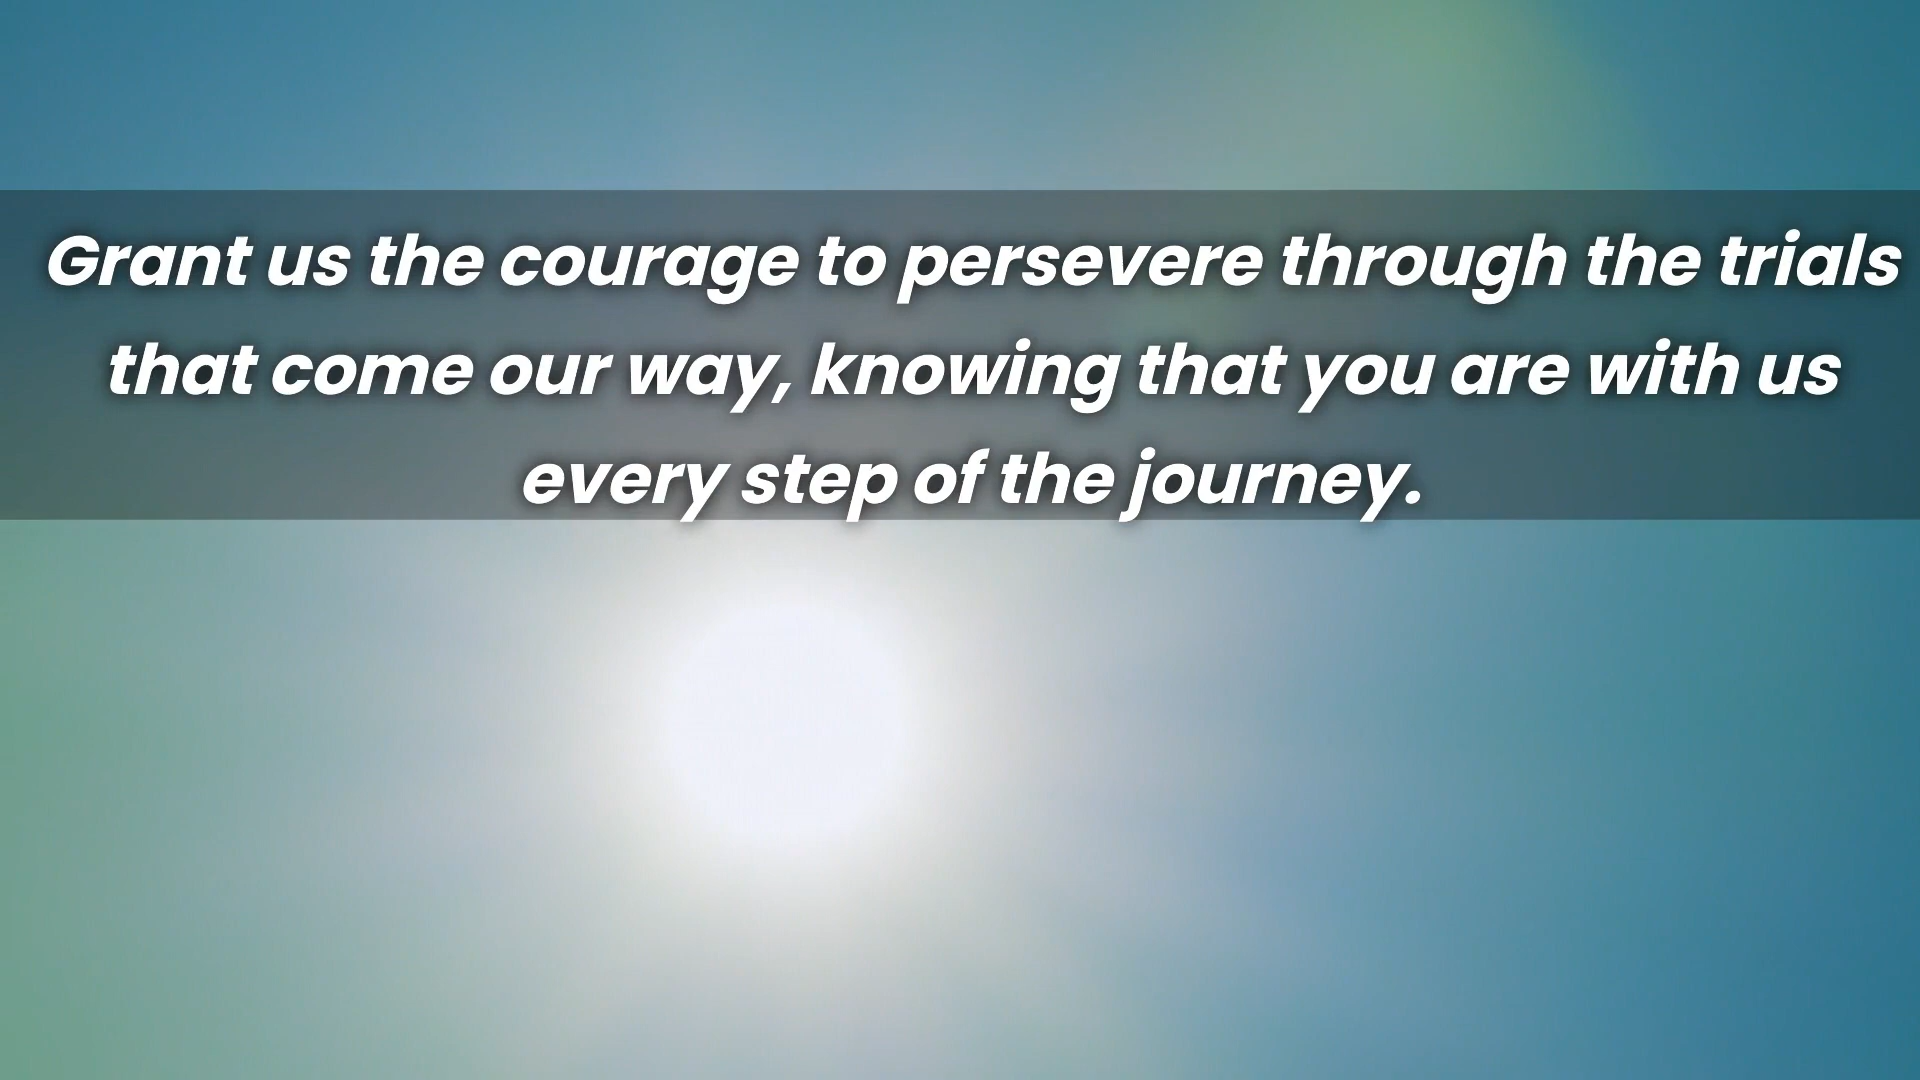 Grant us the courage to persevere through the trials
that come our way, knowing that you are with us
every step of the journey.